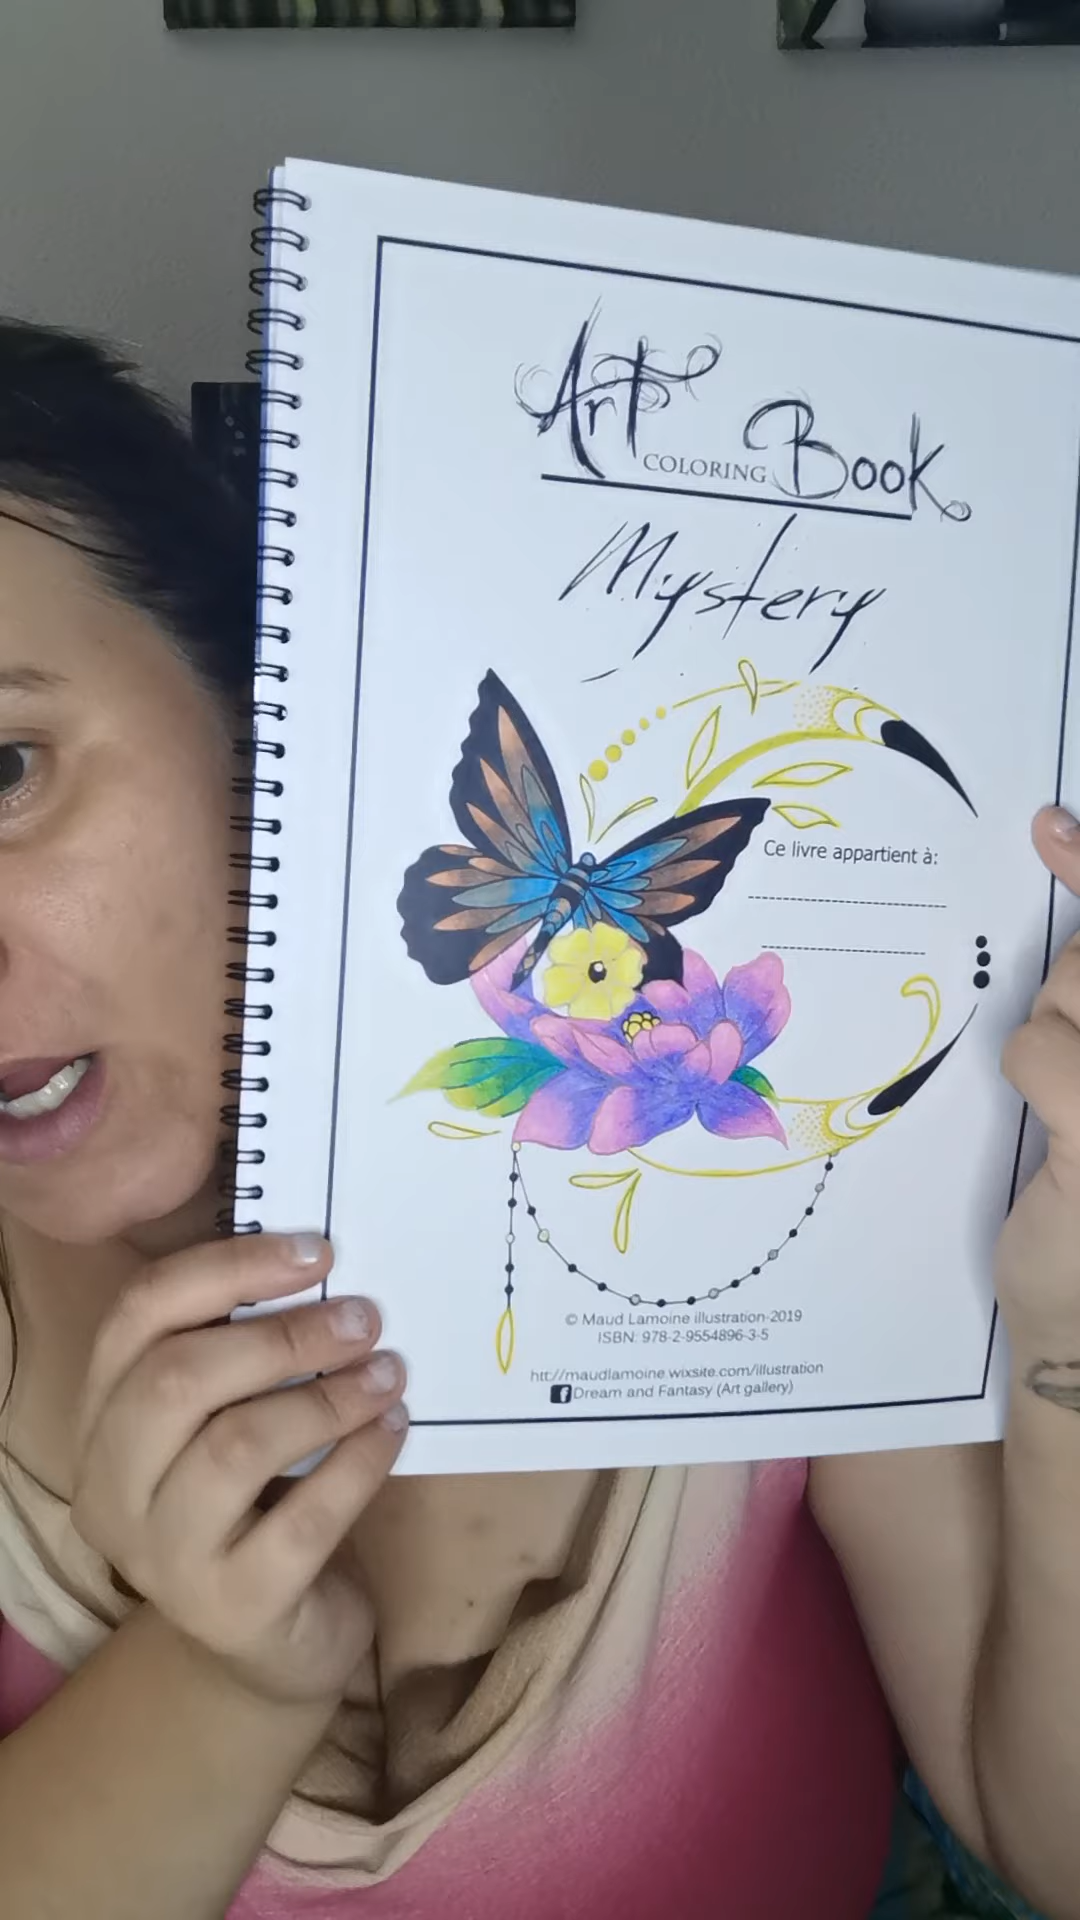 Art COLORING Book
Mystery
Ce livre appartient à:
© Maud Lamoine illustration-2019
ISBN: 978-2-9554896-3-5
htt://maudlamoine.wixsite.com/illustration
Dream and Fantasy (Art gallery)